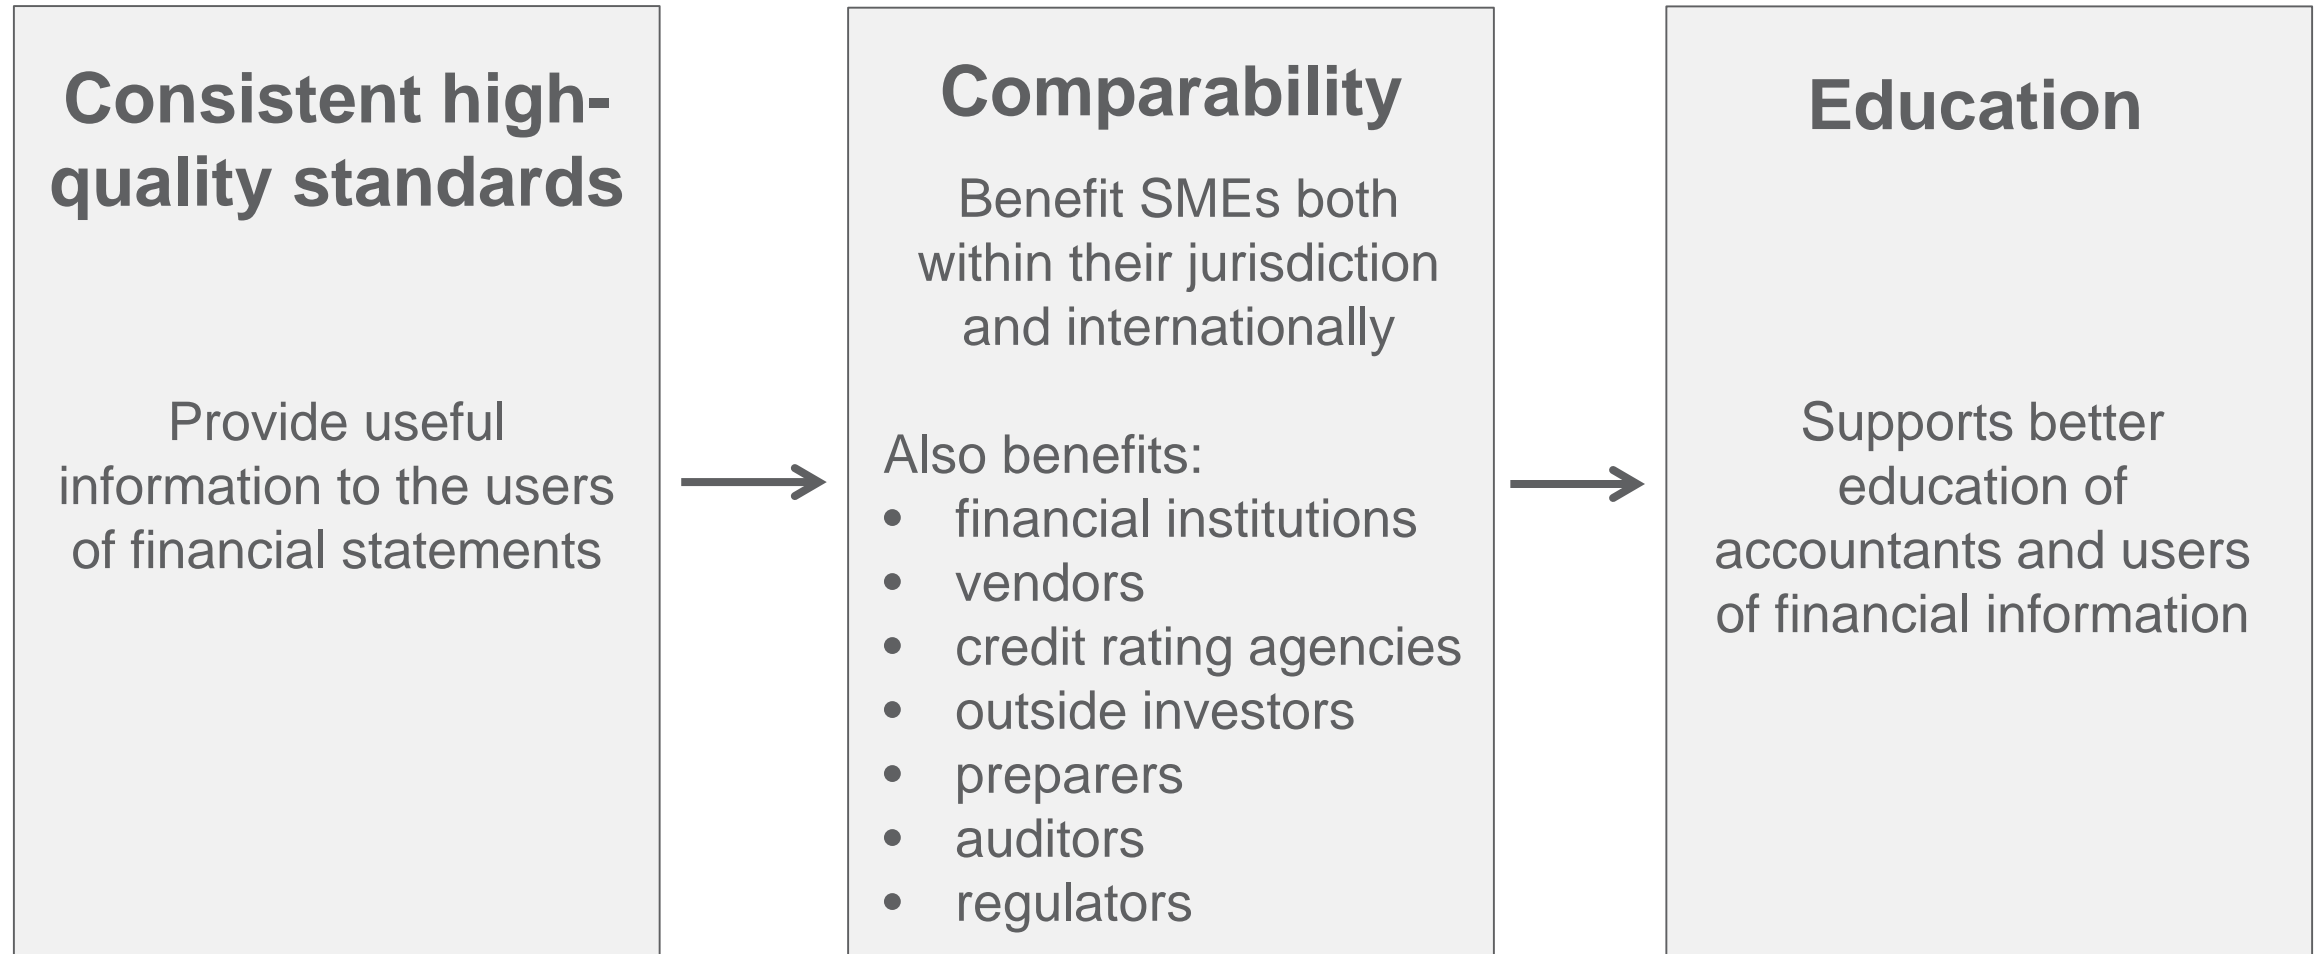 Consistent high-
quality standards
Provide useful
information to the users
of financial statements
Comparability
Benefit SMEs both
within their jurisdiction
and internationally
Also benefits:
• financial institutions
• vendors
• credit rating agencies
• outside investors
• preparers
• auditors
• regulators
Education
Supports better
education of
accountants and users
of financial information